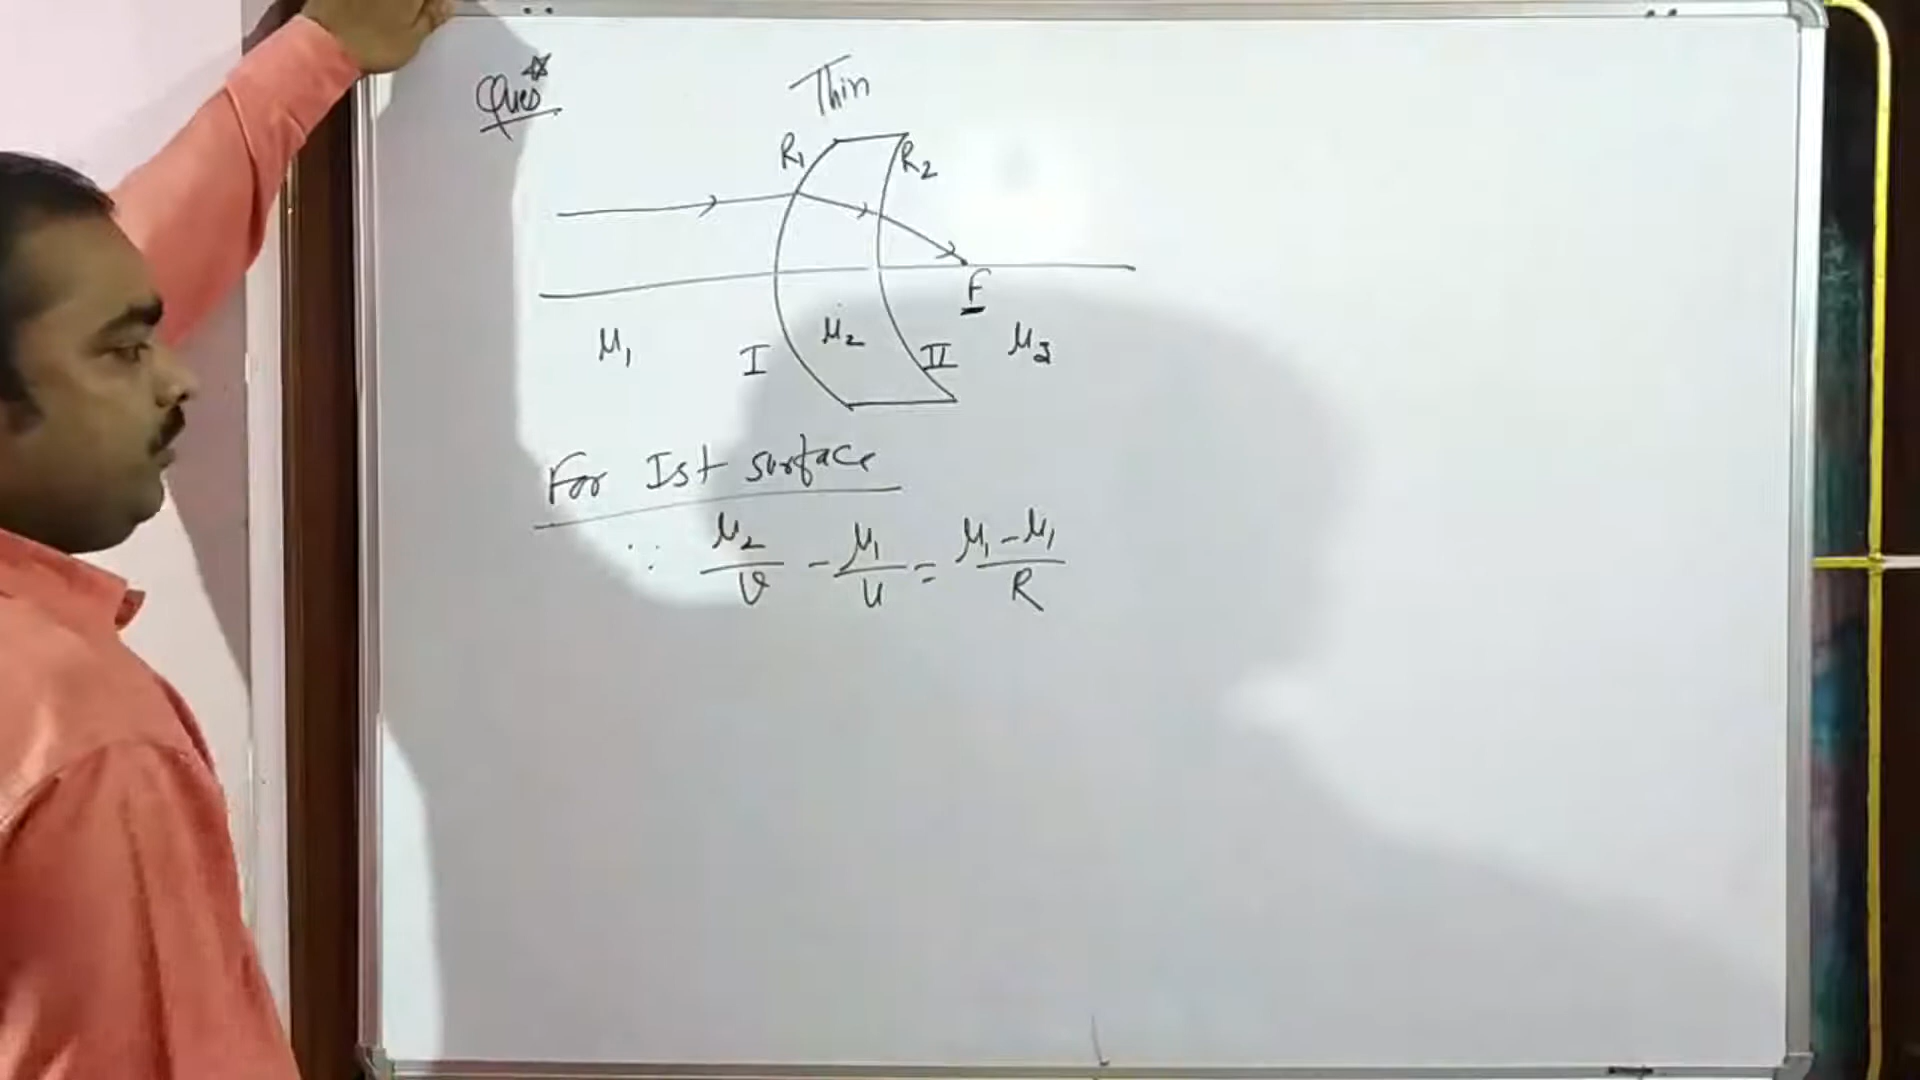 Ques
Thin
R₁ R₂
F
μ₁ I μ₂ II μ₃
For Ist surface
∵ μ₂/v - μ₁/u = μ₁-μ₁/R